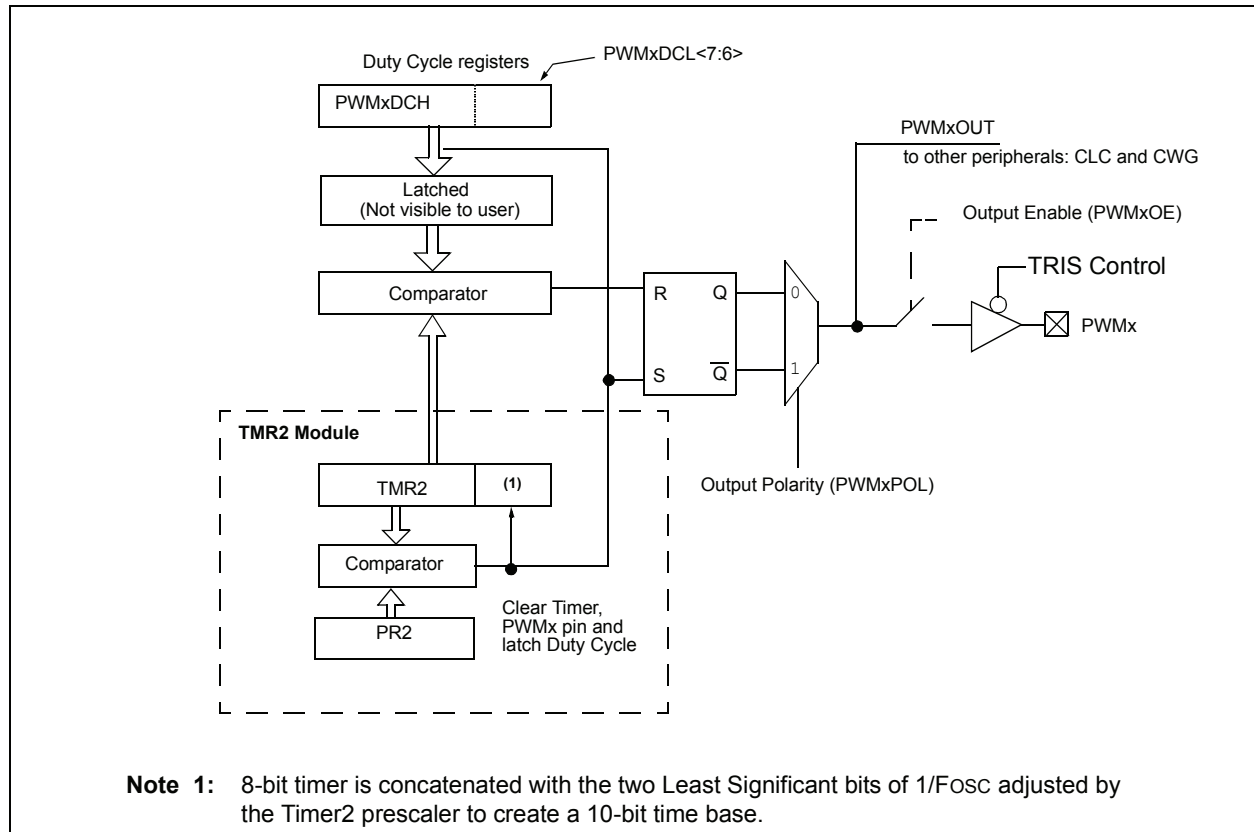 Duty Cycle registers
PWMxDCL<7:6>
PWMxDCH
Latched
(Not visible to user)
Comparator
R
Q
S
Q̅
0
1
PWMxOUT
to other peripherals: CLC and CWG
Output Enable (PWMxOE)
TRIS Control
PWMx
Output Polarity (PWMxPOL)
TMR2 Module
TMR2
(1)
Comparator
PR2
Clear Timer,
PWMx pin and
latch Duty Cycle
Note 1: 8-bit timer is concatenated with the two Least Significant bits of 1/FOSC adjusted by
the Timer2 prescaler to create a 10-bit time base.